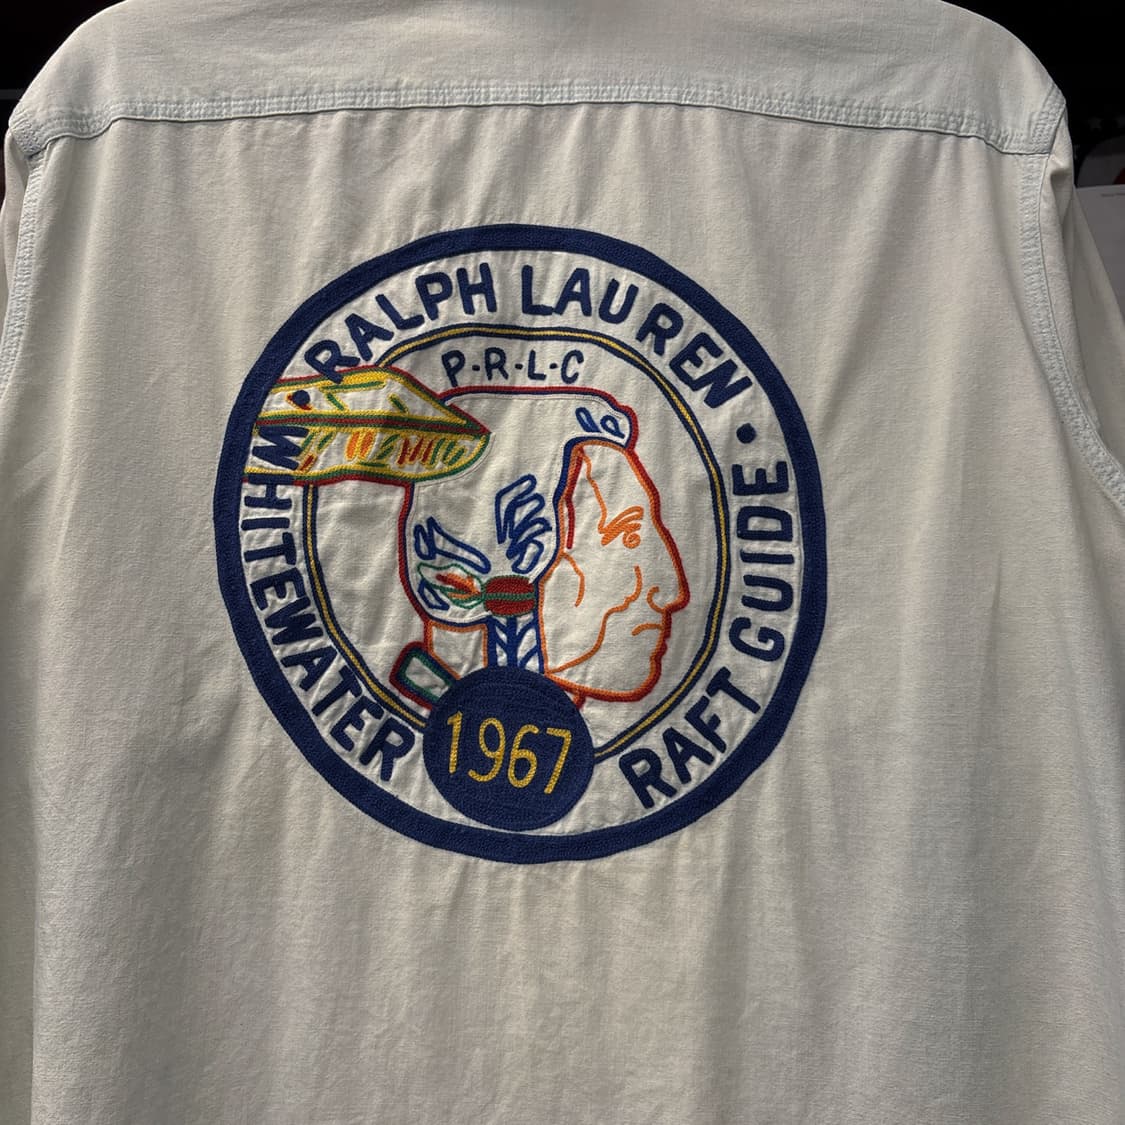 RALPH LAUREN
P-R-L-C
WHITEWATER
RAFT GUIDE
1967